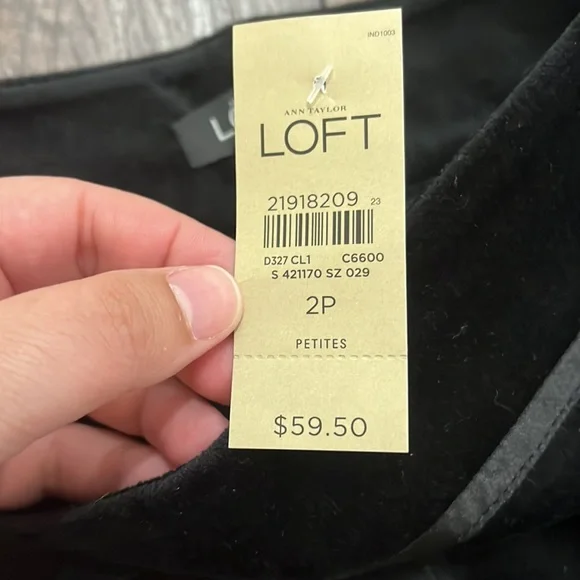 IND1003
ANN TAYLOR
LOFT
21918209 23
D327 CL1 C6600
S 421170 SZ 029
2P
PETITES
$59.50